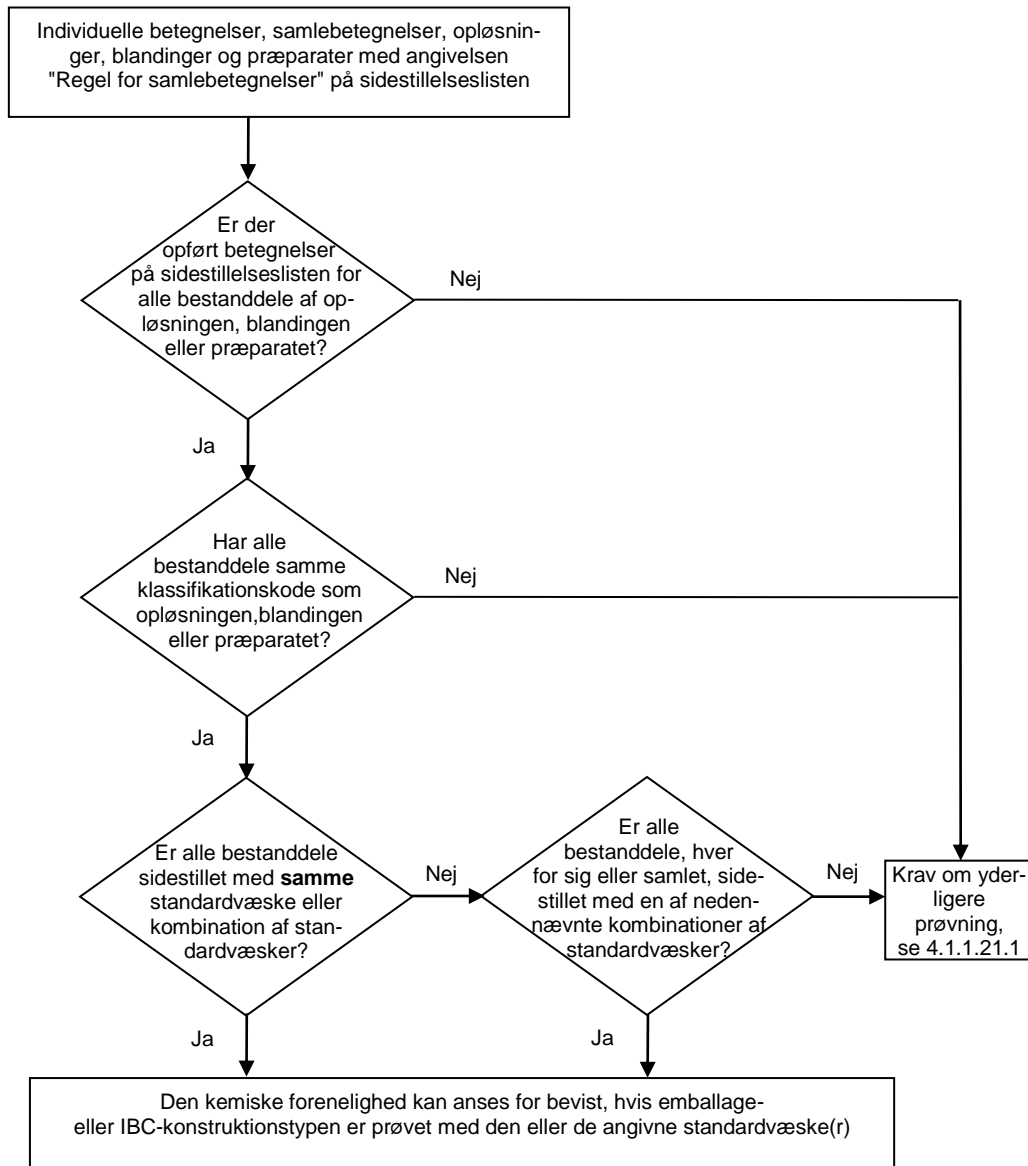 Individuelle betegnelser, samlebetegnelser, opløsnin-
ger, blandinger og præparater med angivelsen
"Regel for samlebetegnelser" på sidestillelseslisten
Er der
opført betegnelser
på sidestillelseslisten for
alle bestanddele af op-
løsningen, blandingen
eller præparatet?
Nej
Ja
Har alle
bestanddele samme
klassifikationskode som
opløsningen,blandingen
eller præparatet?
Nej
Ja
Er alle bestanddele
sidestillet med samme
standardvæske eller
kombination af stan-
dardvæsker?
Nej
Er alle
bestanddele, hver
for sig eller samlet, side-
stillet med en af neden-
nævnte kombinationer af
standardvæsker?
Nej
Krav om yder-
ligere
prøvning,
se 4.1.1.21.1
Ja
Ja
Den kemiske forenelighed kan anses for bevist, hvis emballage-
eller IBC-konstruktionstypen er prøvet med den eller de angivne standardvæske(r)